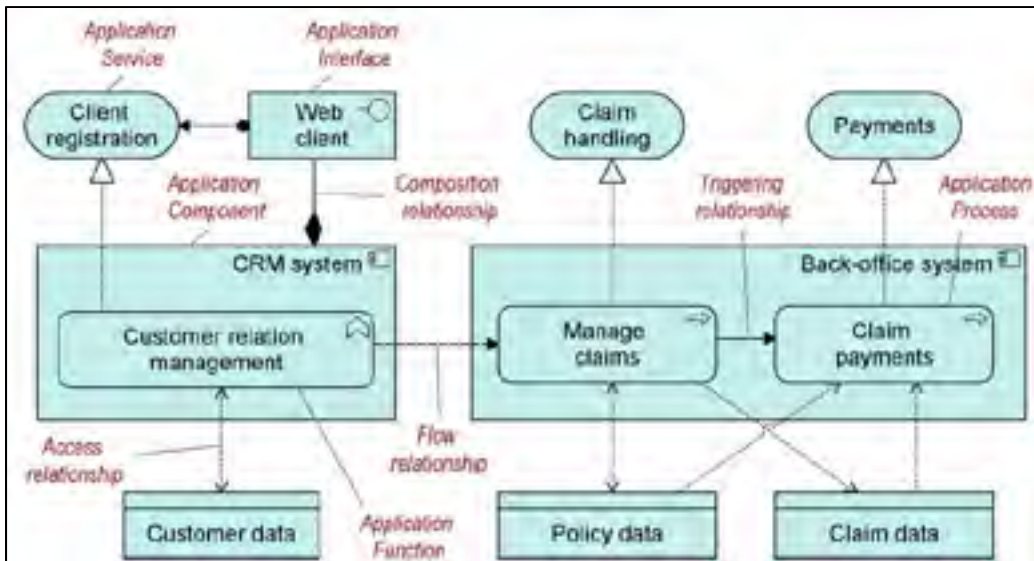 Application
Service
Application
Interface
Client
registration
Web
client
Claim
handling
Payments
Application
Component
Composition
relationship
Triggering
relationship
Application
Process
CRM system
Back-office system
Customer relation
management
Manage
claims
Claim
payments
Access
relationship
Flow
relationship
Customer data
Application
Function
Policy data
Claim data